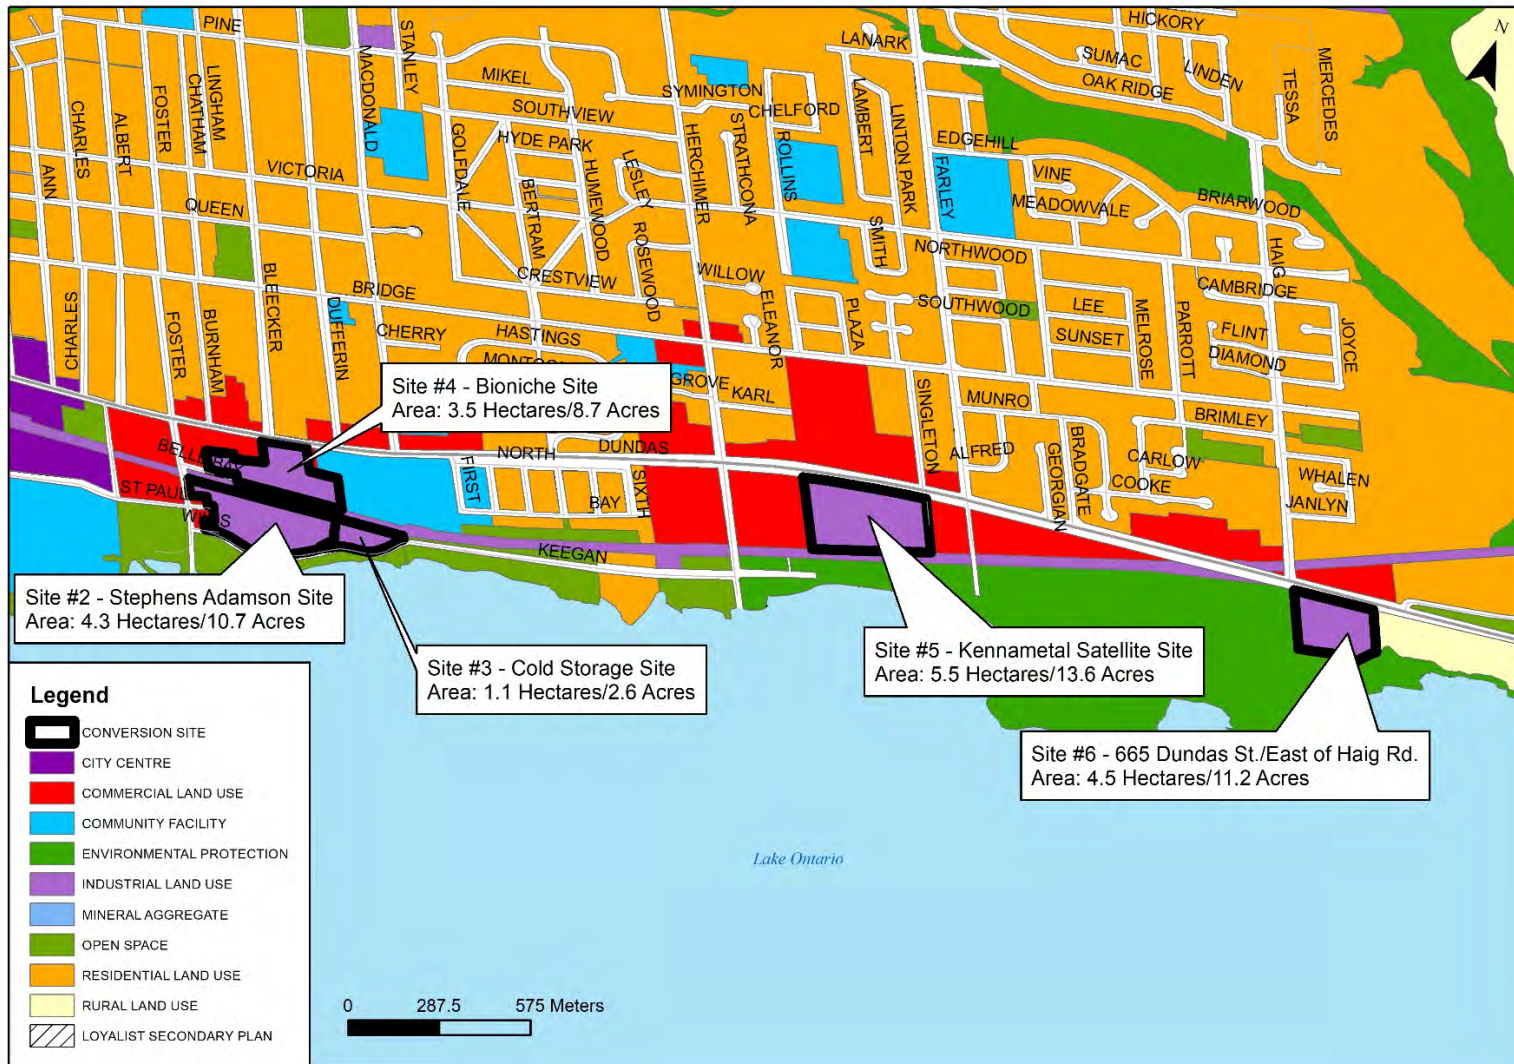 PINE
HICKORY
N
LANARK
SUMAC
LINDEN
MERCEDES
TESSA
OAK RIDGE
STANLEY
MACDONALD
MIKEL
SYMINGTON
CHELFORD
LAMBERT
LINTON PARK
LINGHAM
CHATHAM
FOSTER
ALBERT
CHARLES
ANN
SOUTHVIEW
HYDE PARK
GOLFDALE
HUMEWOOD
BERTRAM
LESLEY
ROSEWOOD
HERCHIMER
STRATHCONA
ROLLINS
EDGEHILL
FARLEY
VINE
MEADOWVALE
BRIARWOOD
VICTORIA
QUEEN
SMITH
NORTHWOOD
HAIG
BLEECKER
CRESTVIEW
WILLOW
ELEANOR
PLAZA
SOUTHWOOD
LEE
SUNSET
MELROSE
PARROTT
CAMBRIDGE
FLINT
DIAMOND
JOYCE
CHARLES
FOSTER
BURNHAM
DUFFERIN
BRIDGE
CHERRY
HASTINGS
GROVE
KARL
SINGLETON
MUNRO
BRIMLEY
Site #4 - Bioniche Site
Area: 3.5 Hectares/8.7 Acres
NORTH
DUNDAS
ALFRED
GEORGIAN
BRADGATE
CARLOW
COOKE
WHALEN
JANLYN
ST PAUL
FIRST
BAY
SIXTH
KEEGAN
Site #2 - Stephens Adamson Site
Area: 4.3 Hectares/10.7 Acres
Site #3 - Cold Storage Site
Area: 1.1 Hectares/2.6 Acres
Site #5 - Kennametal Satellite Site
Area: 5.5 Hectares/13.6 Acres
Site #6 - 665 Dundas St./East of Haig Rd.
Area: 4.5 Hectares/11.2 Acres
Lake Ontario
Legend
CONVERSION SITE
CITY CENTRE
COMMERCIAL LAND USE
COMMUNITY FACILITY
ENVIRONMENTAL PROTECTION
INDUSTRIAL LAND USE
MINERAL AGGREGATE
OPEN SPACE
RESIDENTIAL LAND USE
RURAL LAND USE
LOYALIST SECONDARY PLAN
0 287.5 575 Meters